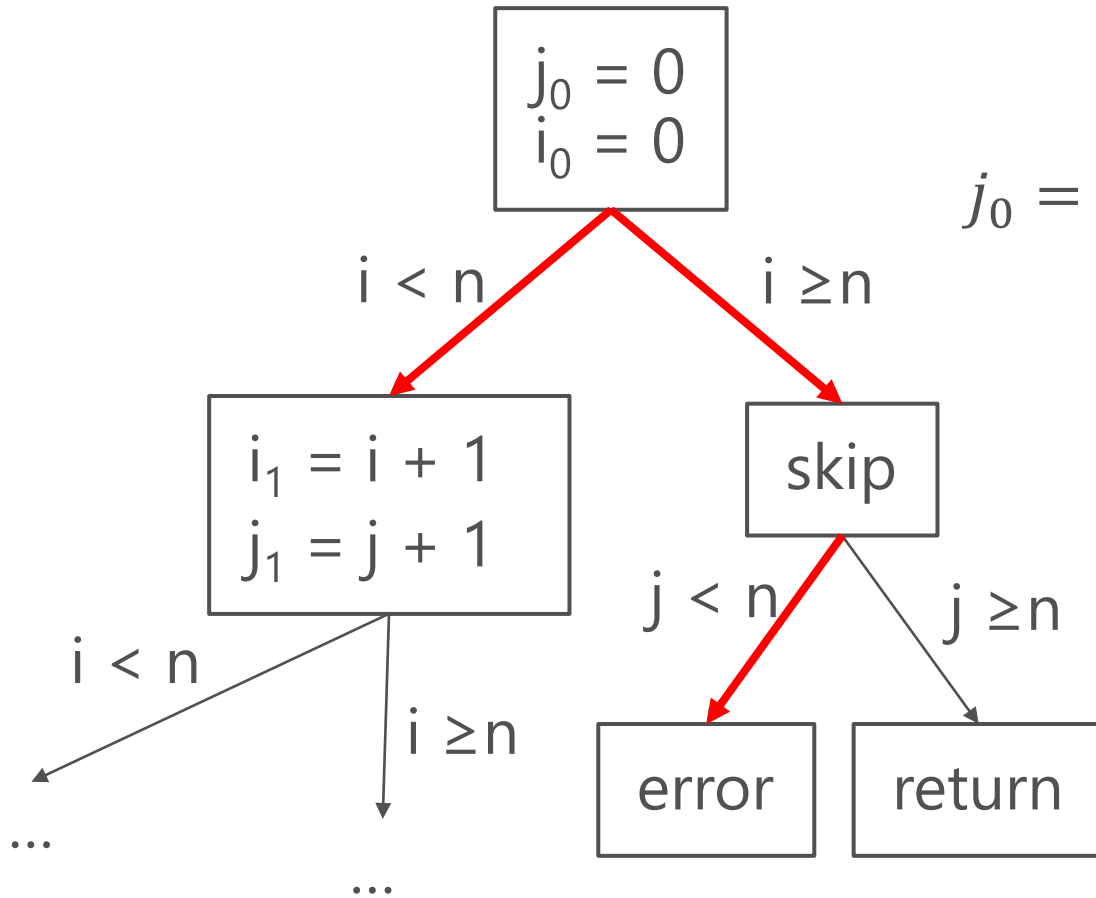 j₀ = 0
i₀ = 0
j₀ =
i < n
i ≥n
i₁ = i + 1
j₁ = j + 1
skip
i < n
i ≥n
j < n
j ≥n
error
return
...
...